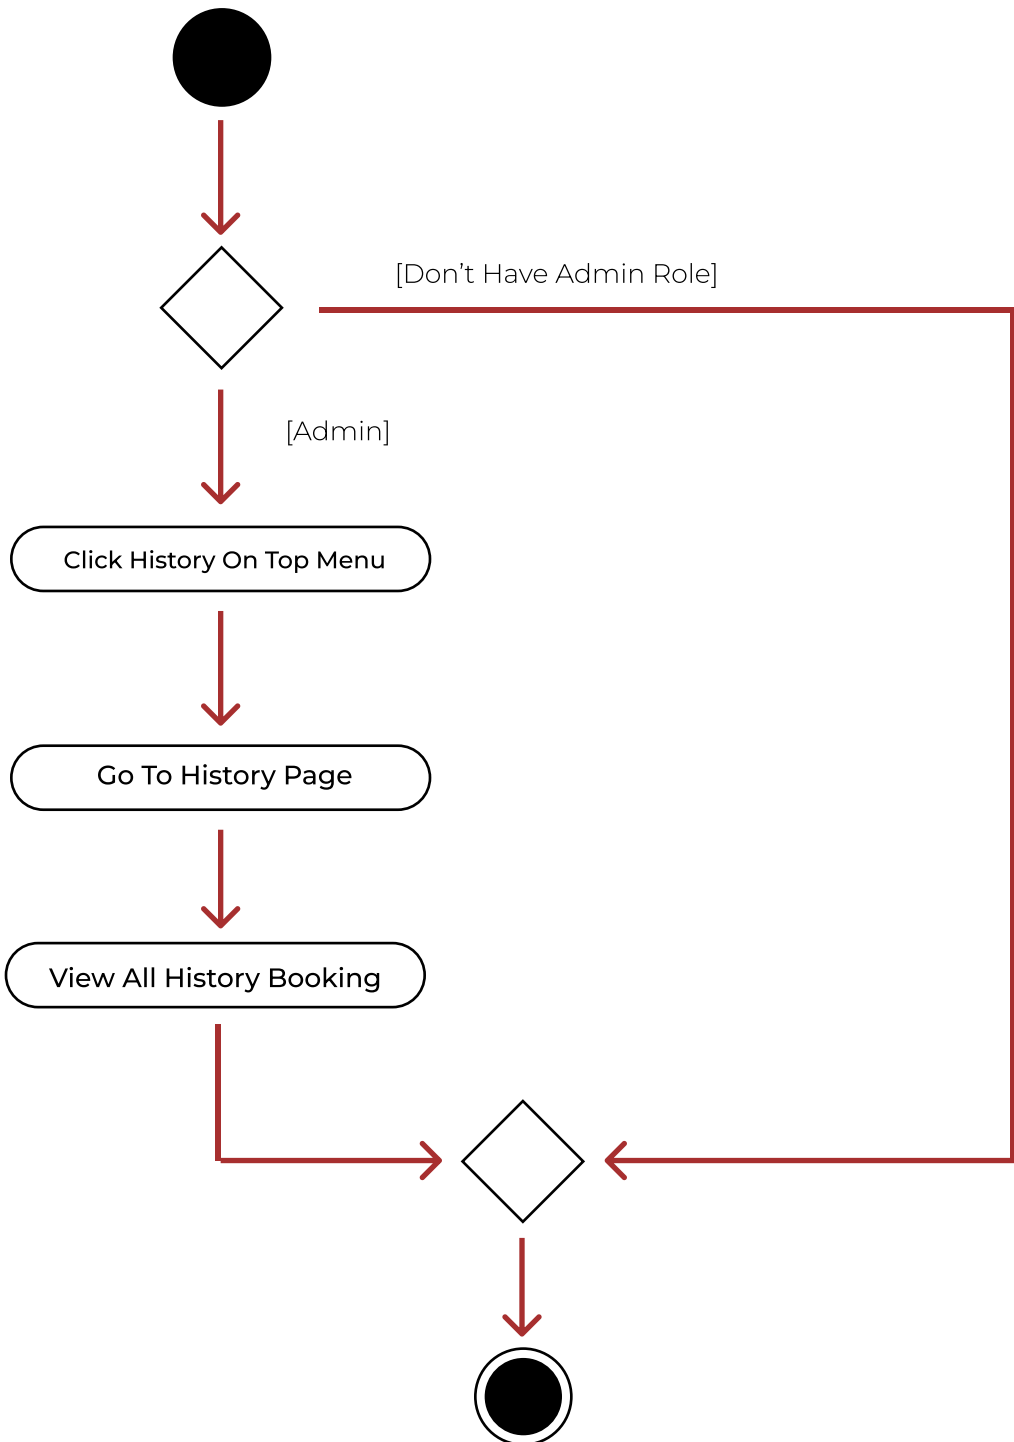 [Don’t Have Admin Role]
[Admin]
Click History On Top Menu
Go To History Page
View All History Booking